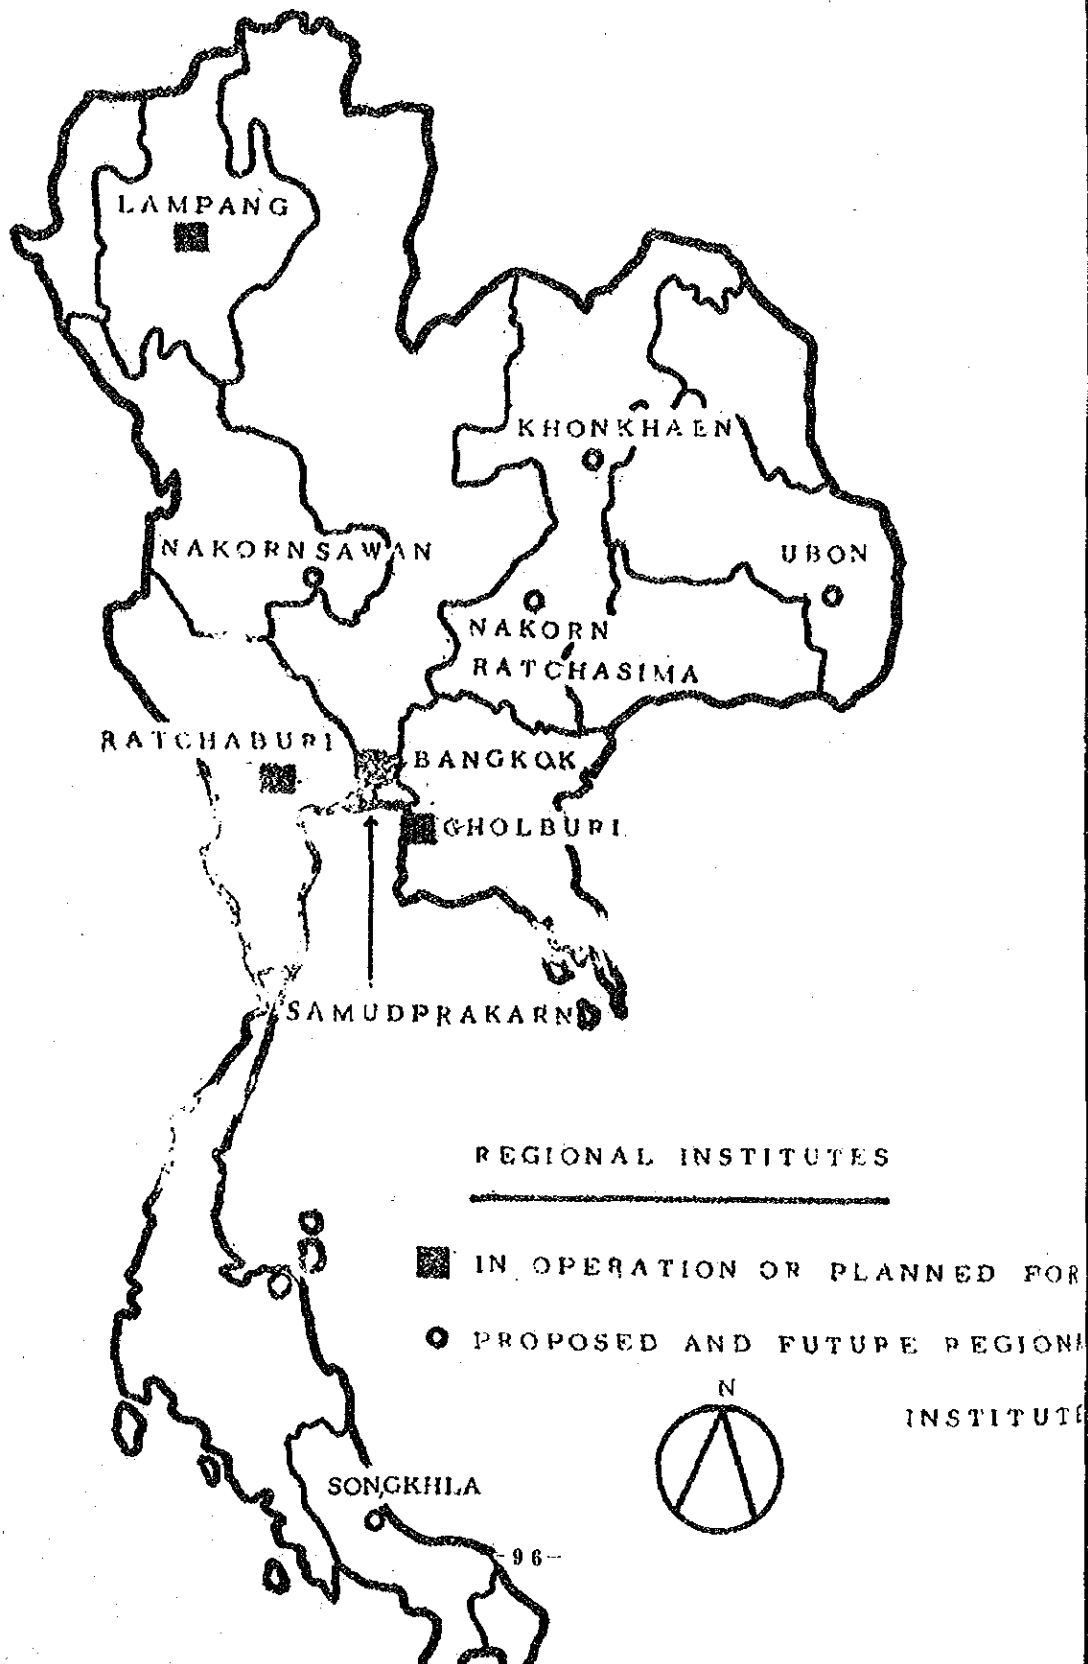 LAMPANG
KHONKHAEN
NAKORNSAWAN
UBON
NAKORN
RATCHASIMA
RATCHABURI
BANGKOK
CHOLBURI
SAMUDPRAKARN
REGIONAL INSTITUTES
IN OPERATION OR PLANNED FOR
PROPOSED AND FUTURE REGION
N
INSTITUTE
SONGKHLA
-96-